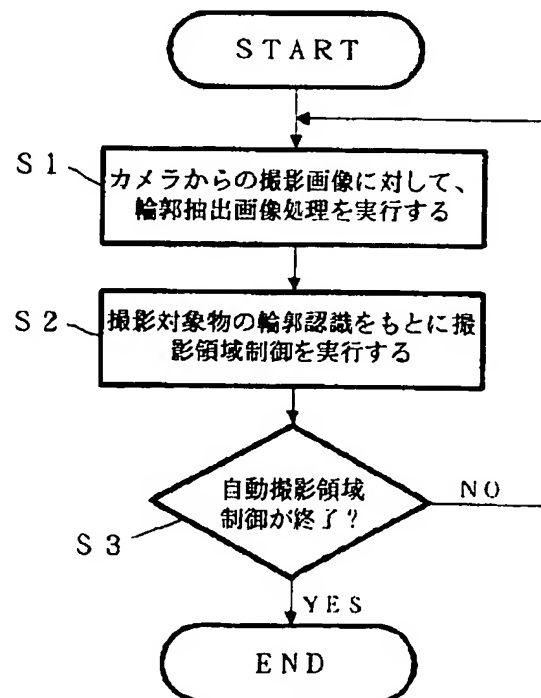 START
S1
カメラからの撮影画像に対して、
輪郭抽出画像処理を実行する
S2
撮影対象物の輪郭認識をもとに撮
影領域制御を実行する
自動撮影領域
制御が終了？
NO
S3
YES
END